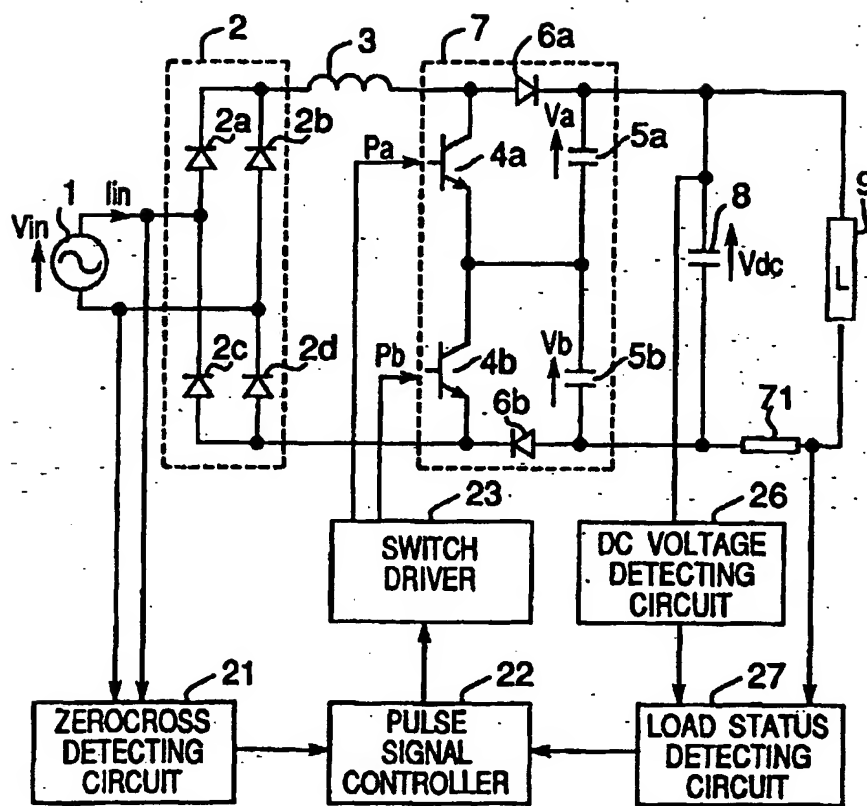 2
3
7
6a
2a
2b
Va
5a
Pa
4a
1
Iin
Vin
8
9
Vdc
L
2c
2d
Pb
4b
Vb
5b
6b
71
23
SWITCH
DRIVER
26
DC VOLTAGE
DETECTING
CIRCUIT
21
ZEROCROSS
DETECTING
CIRCUIT
22
PULSE
SIGNAL
CONTROLLER
27
LOAD STATUS
DETECTING
CIRCUIT